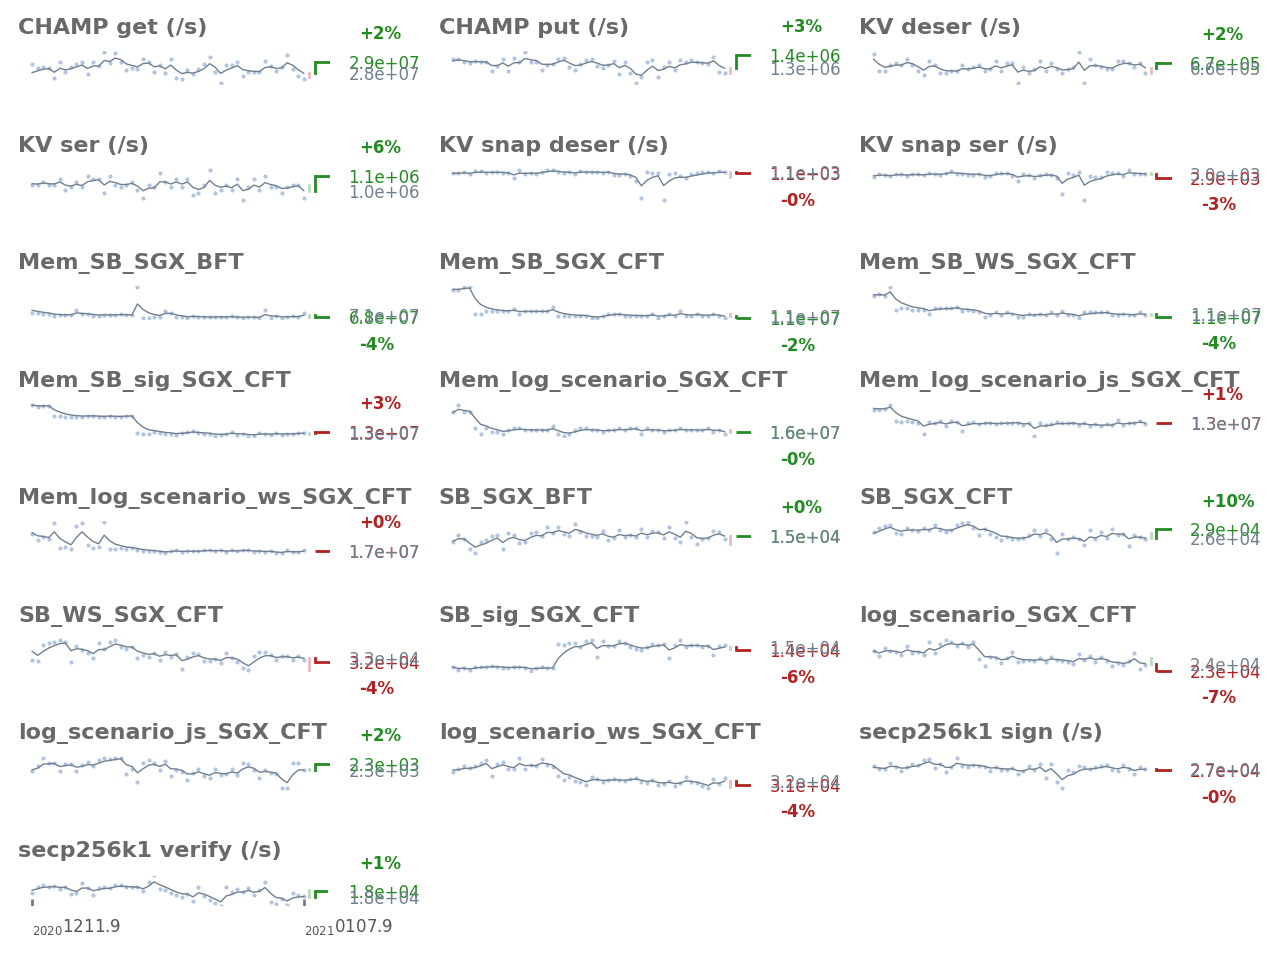 CHAMP get (/s)
+2%
2.9e+07
2.8e+07
CHAMP put (/s)
+3%
1.4e+06
1.3e+06
KV deser (/s)
+2%
6.7e+05
6.6e+05
KV ser (/s)
+6%
1.1e+06
1.0e+06
KV snap deser (/s)
1.1e+03
1.1e+03
-0%
KV snap ser (/s)
3.0e+03
2.9e+03
-3%
Mem_SB_SGX_BFT
7.1e+07
6.8e+07
-4%
Mem_SB_SGX_CFT
1.1e+07
1.1e+07
-2%
Mem_SB_WS_SGX_CFT
1.1e+07
1.1e+07
-4%
Mem_SB_sig_SGX_CFT
+3%
1.3e+07
1.3e+07
Mem_log_scenario_SGX_CFT
1.6e+07
-0%
Mem_log_scenario_js_SGX_CFT
+1%
1.3e+07
Mem_log_scenario_ws_SGX_CFT
+0%
1.7e+07
SB_SGX_BFT
+0%
1.5e+04
SB_SGX_CFT
+10%
2.9e+04
2.6e+04
SB_WS_SGX_CFT
3.2e+04
-4%
SB_sig_SGX_CFT
1.5e+04
1.4e+04
-6%
log_scenario_SGX_CFT
2.4e+04
2.3e+04
-7%
log_scenario_js_SGX_CFT
+2%
2.3e+03
2.3e+03
log_scenario_ws_SGX_CFT
3.2e+04
3.1e+04
-4%
secp256k1 sign (/s)
2.7e+04
2.7e+04
-0%
secp256k1 verify (/s)
+1%
1.8e+04
1.8e+04
2020 1211.9
2021 0107.9